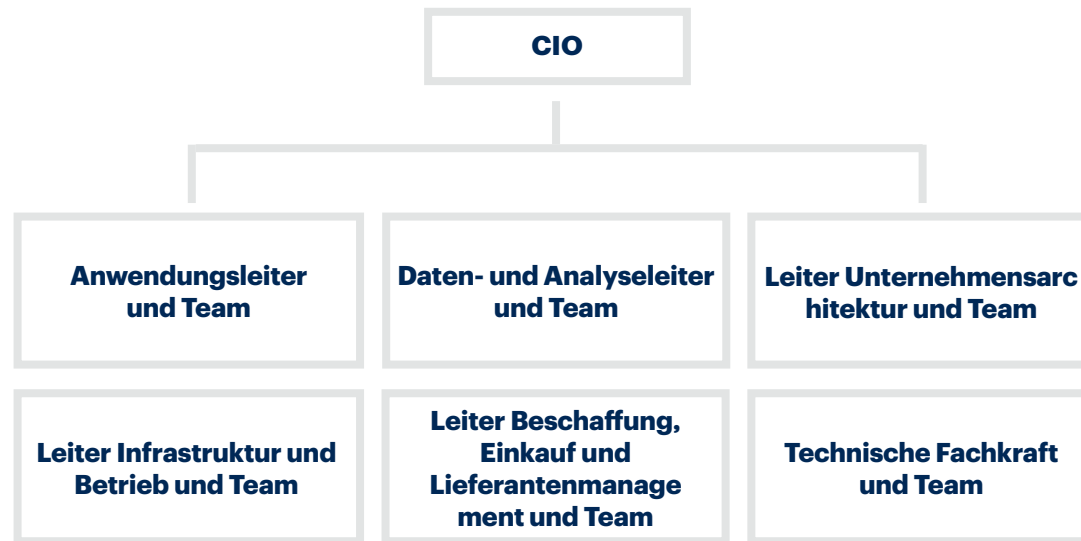 CIO
Anwendungsleiter
und Team
Daten- und Analyseleiter
und Team
Leiter Unternehmensarc
hitektur und Team
Leiter Infrastruktur und
Betrieb und Team
Leiter Beschaffung,
Einkauf und
Lieferantenmanage
ment und Team
Technische Fachkraft
und Team